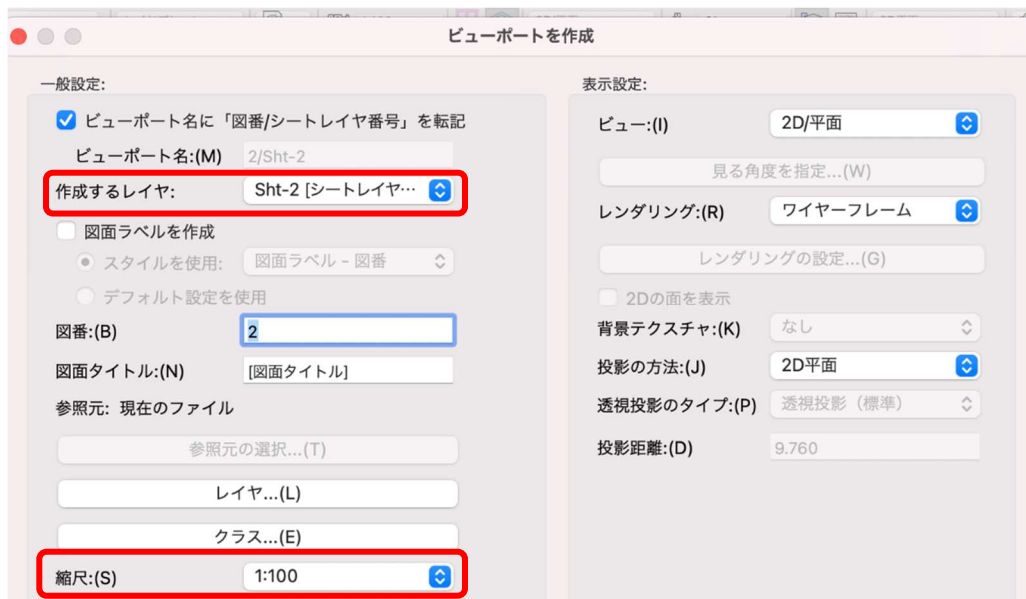 ビューポートを作成
一般設定:
ビューポート名に「図番/シートレイヤ番号」を転記
ビューポート名:(M) 2/Sht-2
作成するレイヤ: Sht-2 [シートレイヤ…
図面ラベルを作成
スタイルを使用: 図面ラベル - 図番
デフォルト設定を使用
図番:(B) 2
図面タイトル:(N) [図面タイトル]
参照元: 現在のファイル
参照元の選択...(T)
レイヤ...(L)
クラス...(E)
縮尺:(S) 1:100
表示設定:
ビュー:(I) 2D/平面
見る角度を指定...(W)
レンダリング:(R) ワイヤーフレーム
レンダリングの設定...(G)
2Dの面を表示
背景テクスチャ:(K) なし
投影の方法:(J) 2D平面
透視投影のタイプ:(P) 透視投影（標準）
投影距離:(D) 9.760